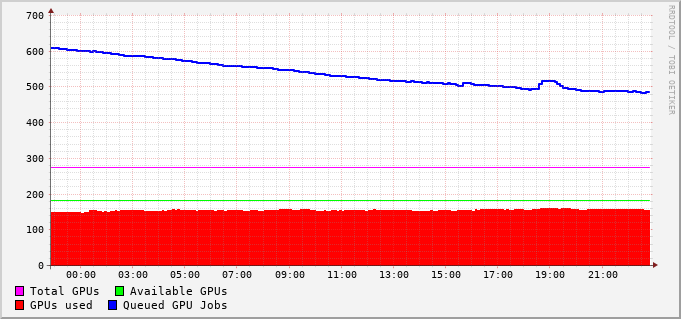 700
600
500
400
300
200
100
0
00:00 03:00 05:00 07:00 09:00 11:00 13:00 15:00 17:00 19:00 21:00
Total GPUs Available GPUs
GPUs used Queued GPU Jobs
RRDTOOL / TOBI OETIKER